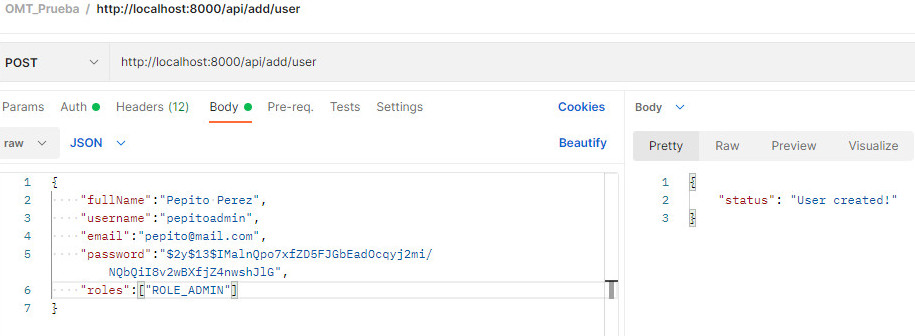 OMT_Prueba / http://localhost:8000/api/add/user
POST http://localhost:8000/api/add/user
Params Auth Headers (12) Body Pre-req. Tests Settings Cookies
raw JSON Beautify
1 {
2 "fullName":"Pepito Perez",
3 "username":"pepitoadmin",
4 "email":"pepito@mail.com",
5 "password":"$2y$13$IMalnQpo7xfZD5FJGbEadOcqyj2mi/
NQbQiI8v2wBXfjZ4nwshJlG",
6 "roles":["ROLE_ADMIN"]
7 }
Body
Pretty Raw Preview Visualize
1 {
2 "status": "User created!"
3 }